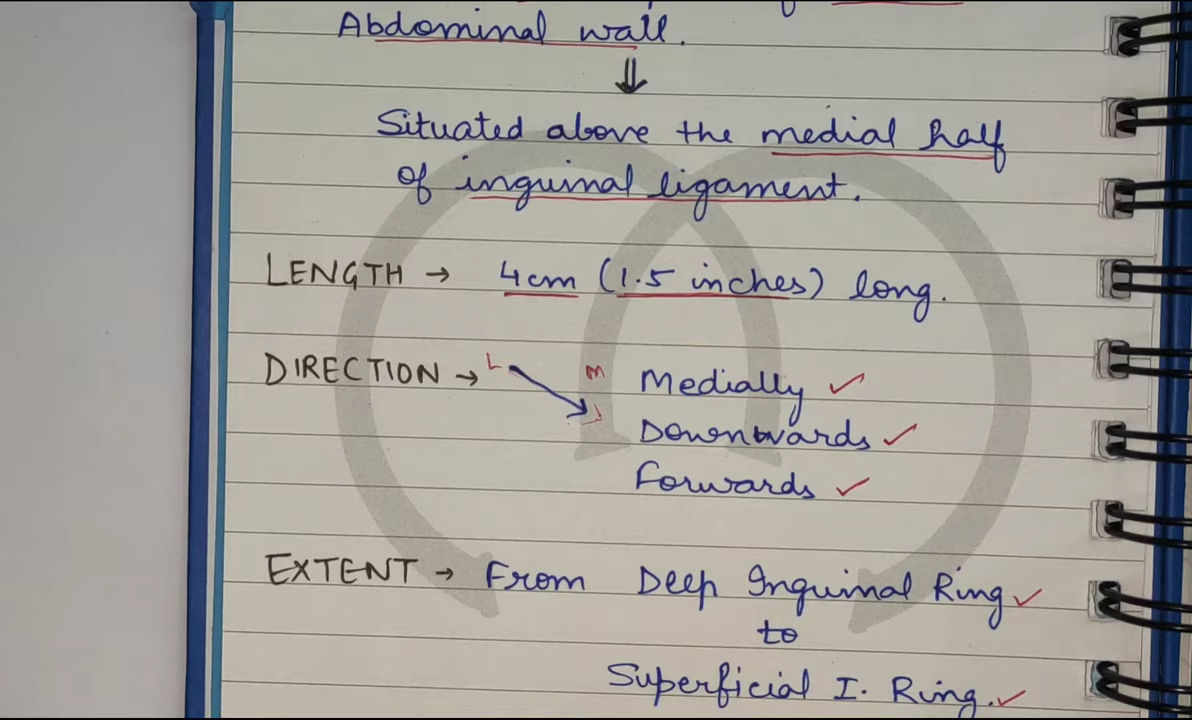 Abdominal wall.
⇓
Situated above the medial half
of inguinal ligament.
LENGTH → 4cm (1.5 inches) long.
DIRECTION → L M Medially ✓
Downwards ✓
Forwards ✓
EXTENT → From Deep Inguinal Ring ✓
to
Superficial I. Ring. ✓